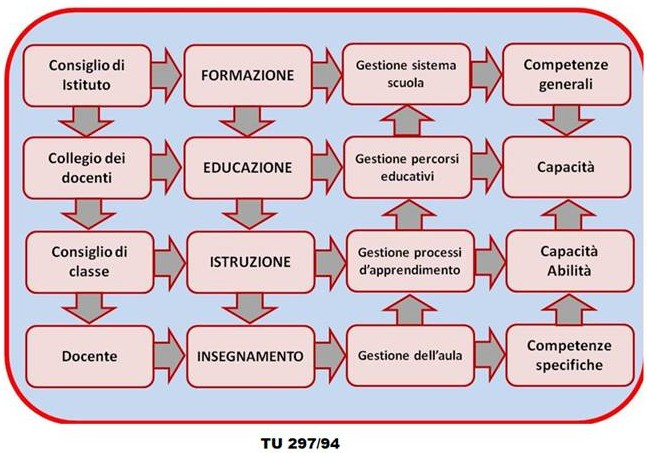 Consiglio di
Istituto
FORMAZIONE
Gestione sistema
scuola
Competenze
generali
Collegio dei
docenti
EDUCAZIONE
Gestione percorsi
educativi
Capacità
Consiglio di
classe
ISTRUZIONE
Gestione processi
d'apprendimento
Capacità
Abilità
Docente
INSEGNAMENTO
Gestione dell'aula
Competenze
specifiche
TU 297/94